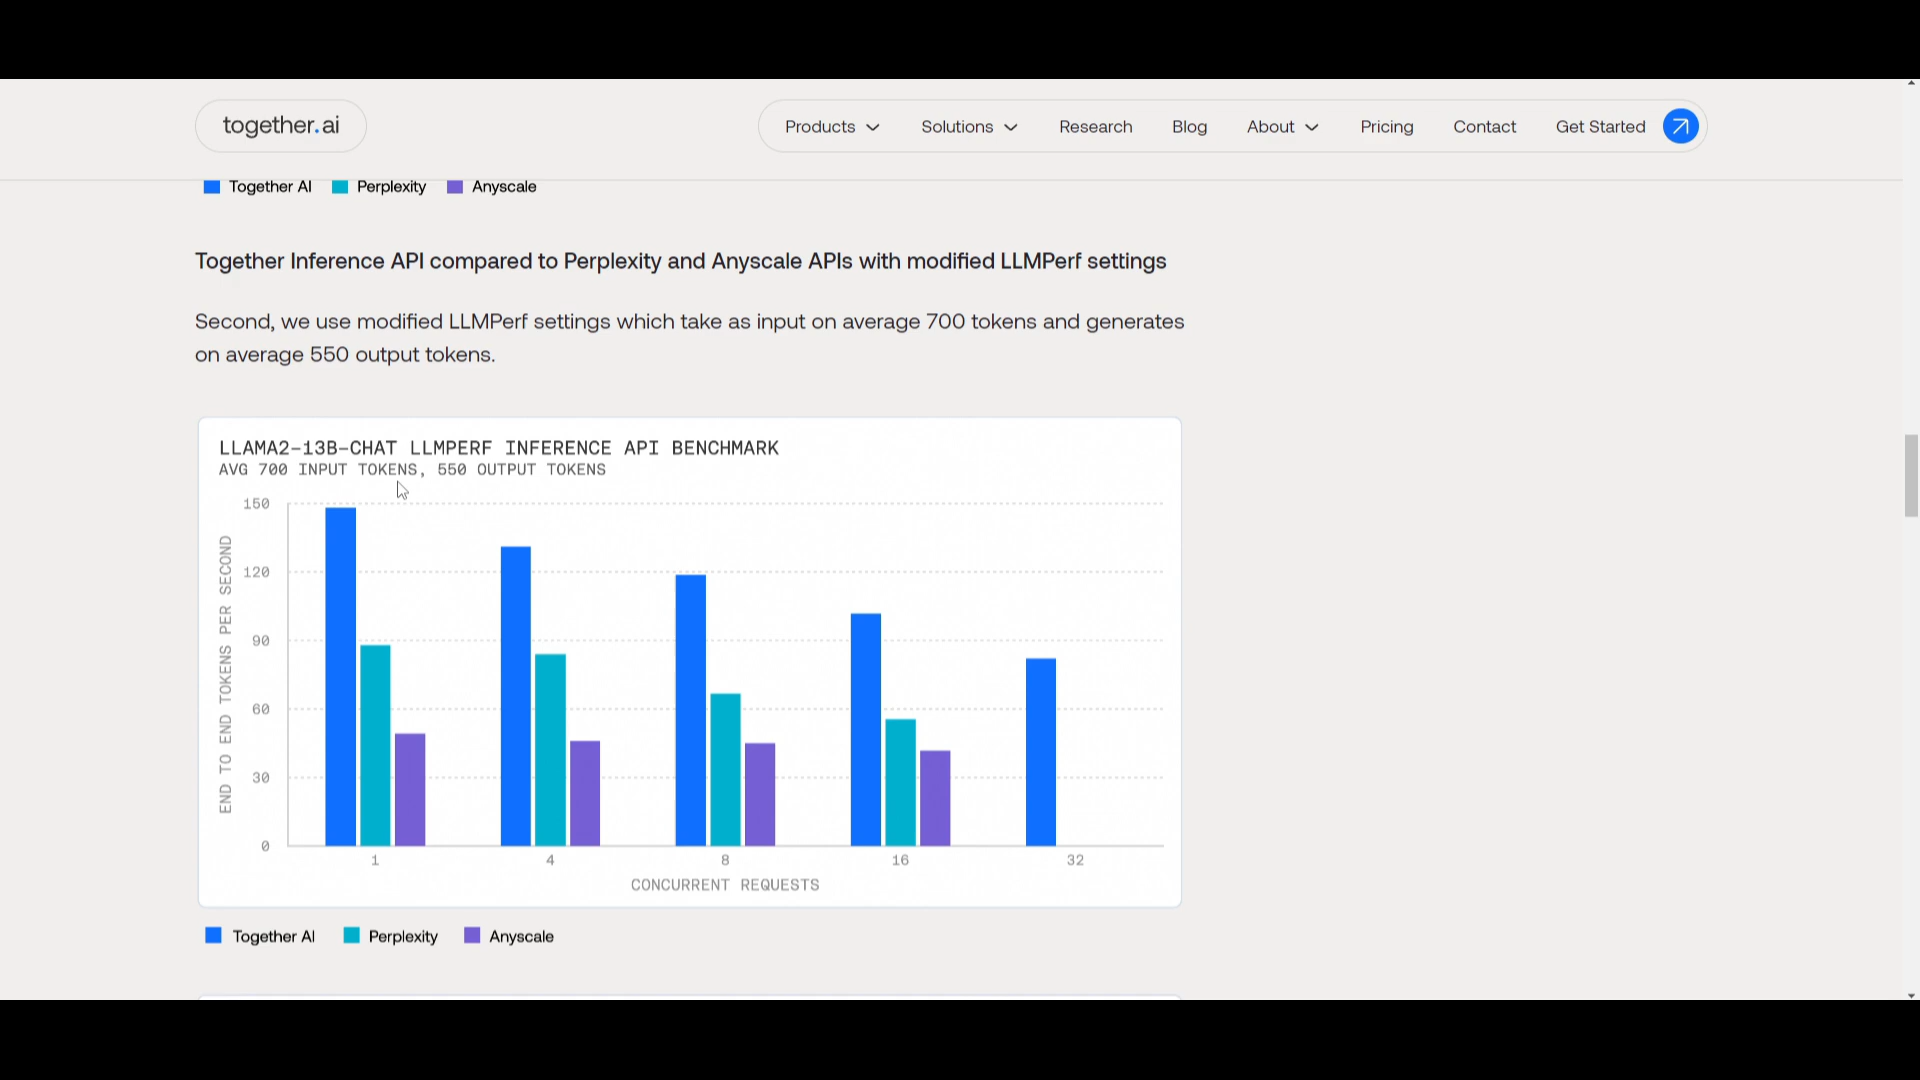 together.ai
Products Solutions Research Blog About Pricing Contact Get Started
Together AI Perplexity Anyscale
Together Inference API compared to Perplexity and Anyscale APIs with modified LLMPerf settings
Second, we use modified LLMPerf settings which take as input on average 700 tokens and generates
on average 550 output tokens.
LLAMA2-13B-CHAT LLMPERF INFERENCE API BENCHMARK
AVG 700 INPUT TOKENS, 550 OUTPUT TOKENS
END TO END TOKENS PER SECOND
150
120
90
60
30
0
1 4 8 16 32
CONCURRENT REQUESTS
Together AI Perplexity Anyscale